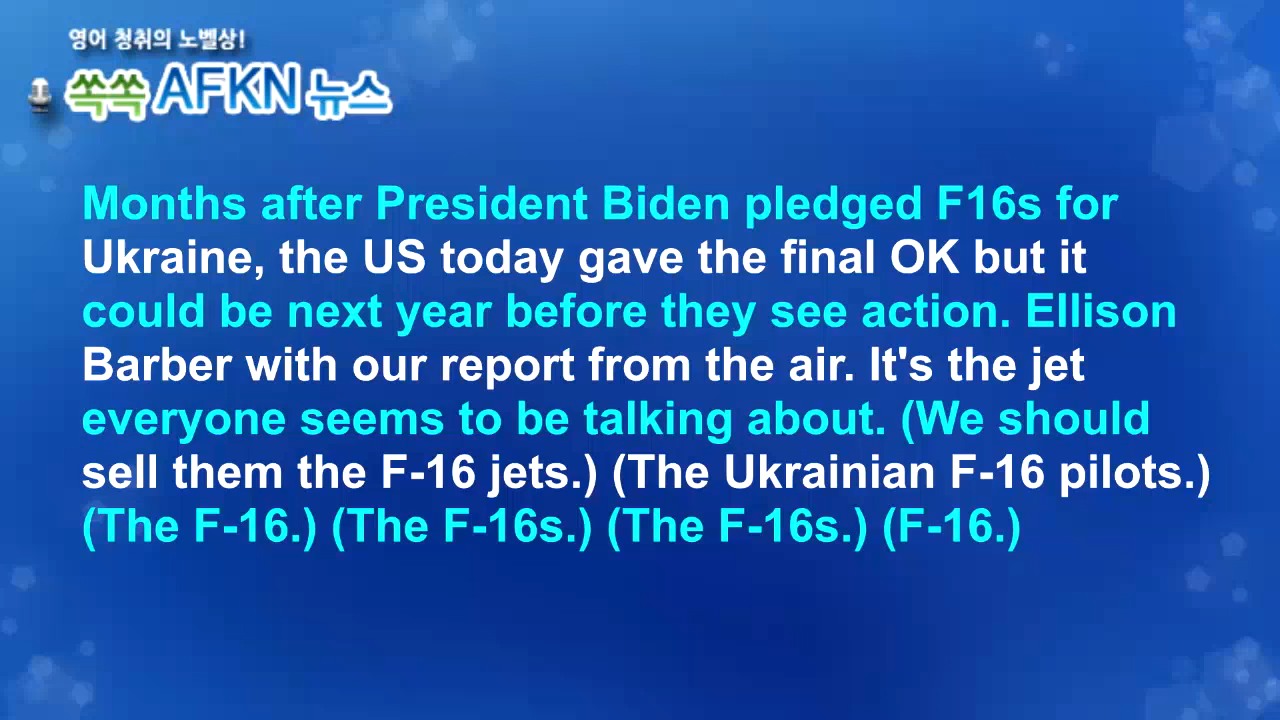 영어 청취의 노벨상!
쏙쏙 AFKN 뉴스
Months after President Biden pledged F16s for
Ukraine, the US today gave the final OK but it
could be next year before they see action. Ellison
Barber with our report from the air. It's the jet
everyone seems to be talking about. (We should
sell them the F-16 jets.) (The Ukrainian F-16 pilots.)
(The F-16.) (The F-16s.) (The F-16s.) (F-16.)